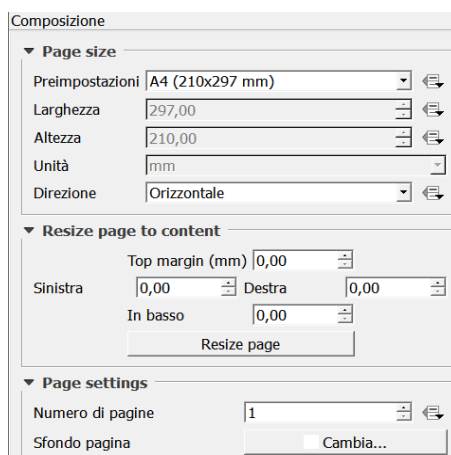 Composizione
Page size
Preimpostazioni A4 (210x297 mm)
Larghezza 297,00
Altezza 210,00
Unità mm
Direzione Orizzontale
Resize page to content
Top margin (mm) 0,00
Sinistra 0,00 Destra 0,00
In basso 0,00
Resize page
Page settings
Numero di pagine 1
Sfondo pagina Cambia...